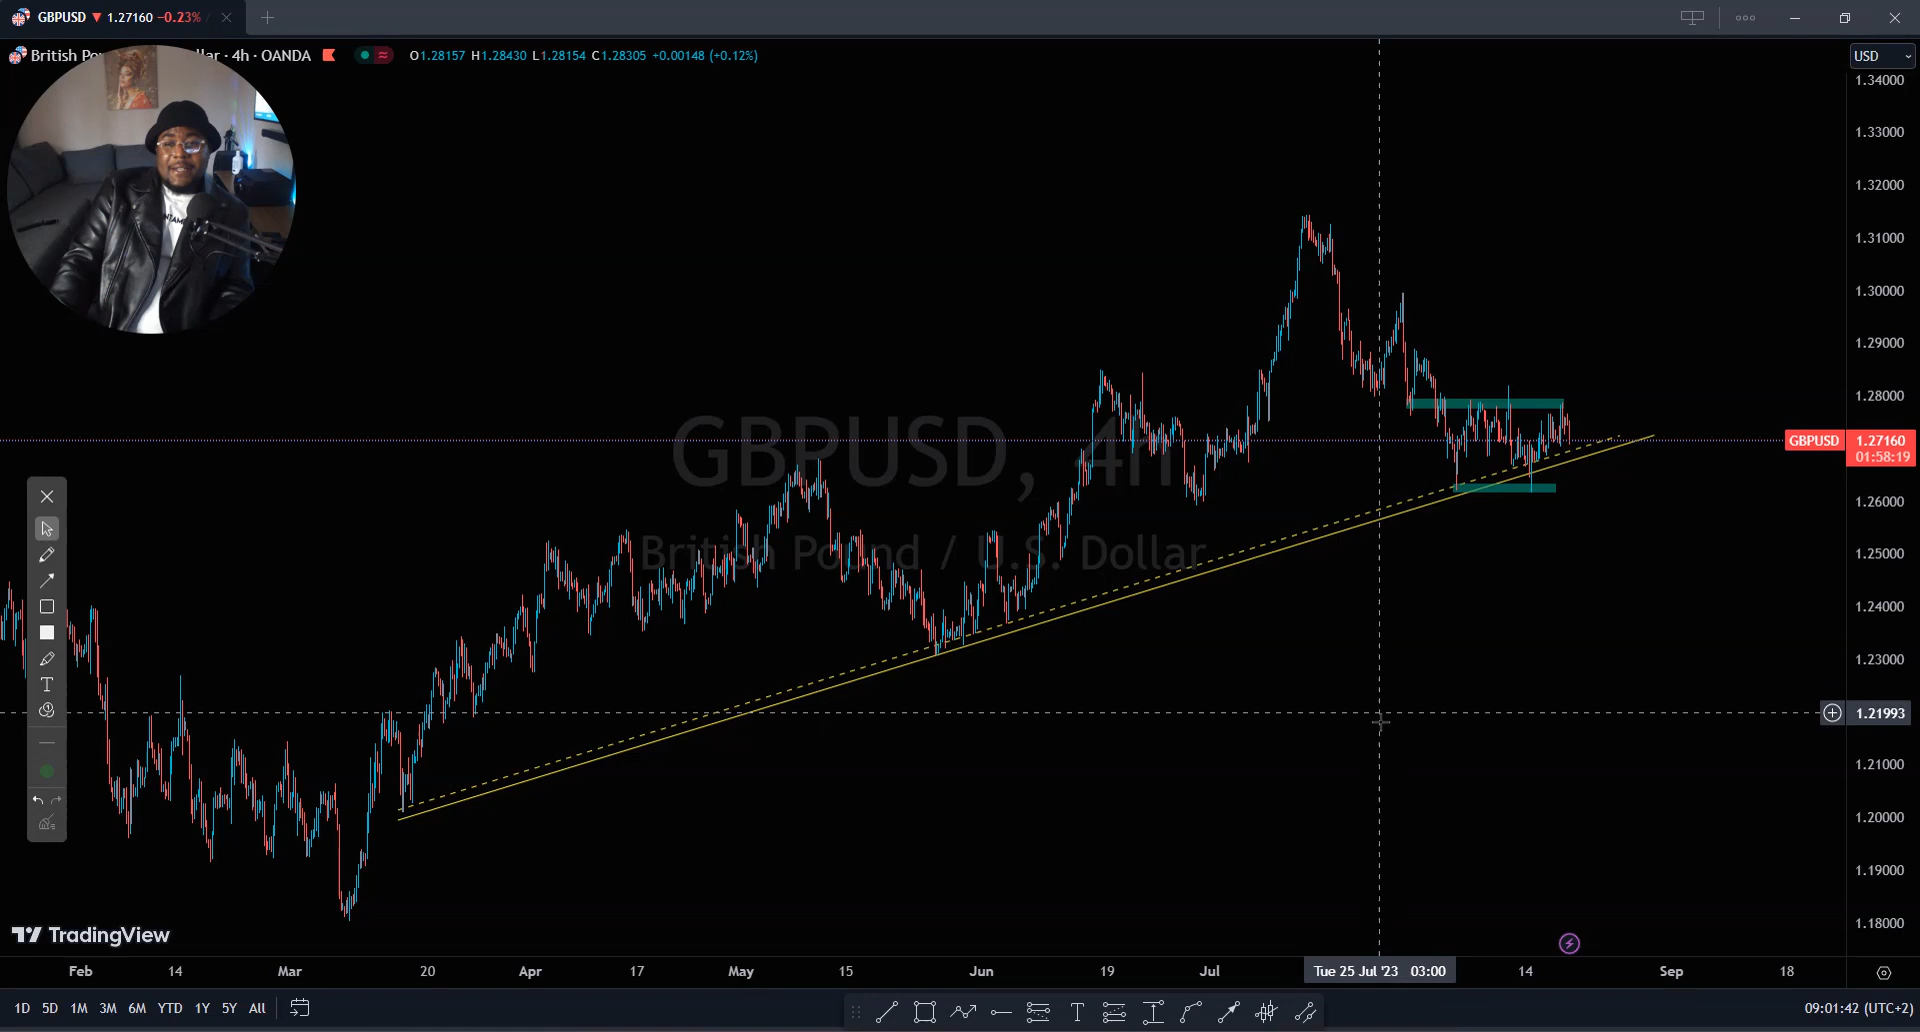 GBPUSD ▼ 1.27160 −0.23% /
British Po lar · 4h · OANDA O1.28157 H1.28430 L1.28154 C1.28305 +0.00148 (+0.12%)
USD
1.34000
1.33000
1.32000
1.31000
1.30000
1.29000
1.28000
GBPUSD 1.27160
01:58:19
1.26000
1.25000
1.24000
1.23000
1.21993
1.21000
1.20000
1.19000
1.18000
GBPUSD, 4h
British Pound / U.S. Dollar
T
TradingView
Feb 14 Mar 20 Apr 17 May 15 Jun 19 Jul Tue 25 Jul '23 03:00 14 Sep 18
1D 5D 1M 3M 6M YTD 1Y 5Y All T 09:01:42 (UTC+2)